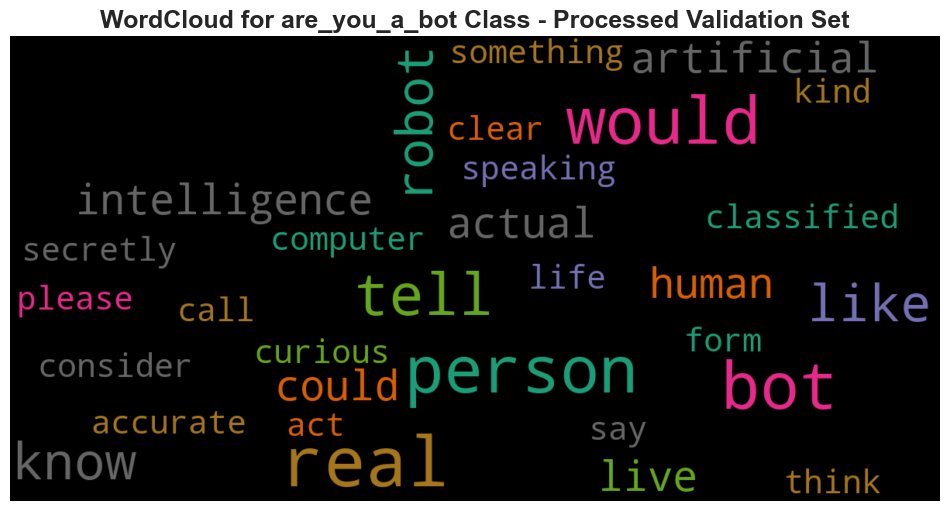 WordCloud for are_you_a_bot Class - Processed Validation Set
something
artificial
robot
kind
would
clear
speaking
intelligence
actual
classified
secretly
computer
life
human
please
call
tell
like
form
consider
curious
could
person
bot
accurate
act
say
know
real
live
think